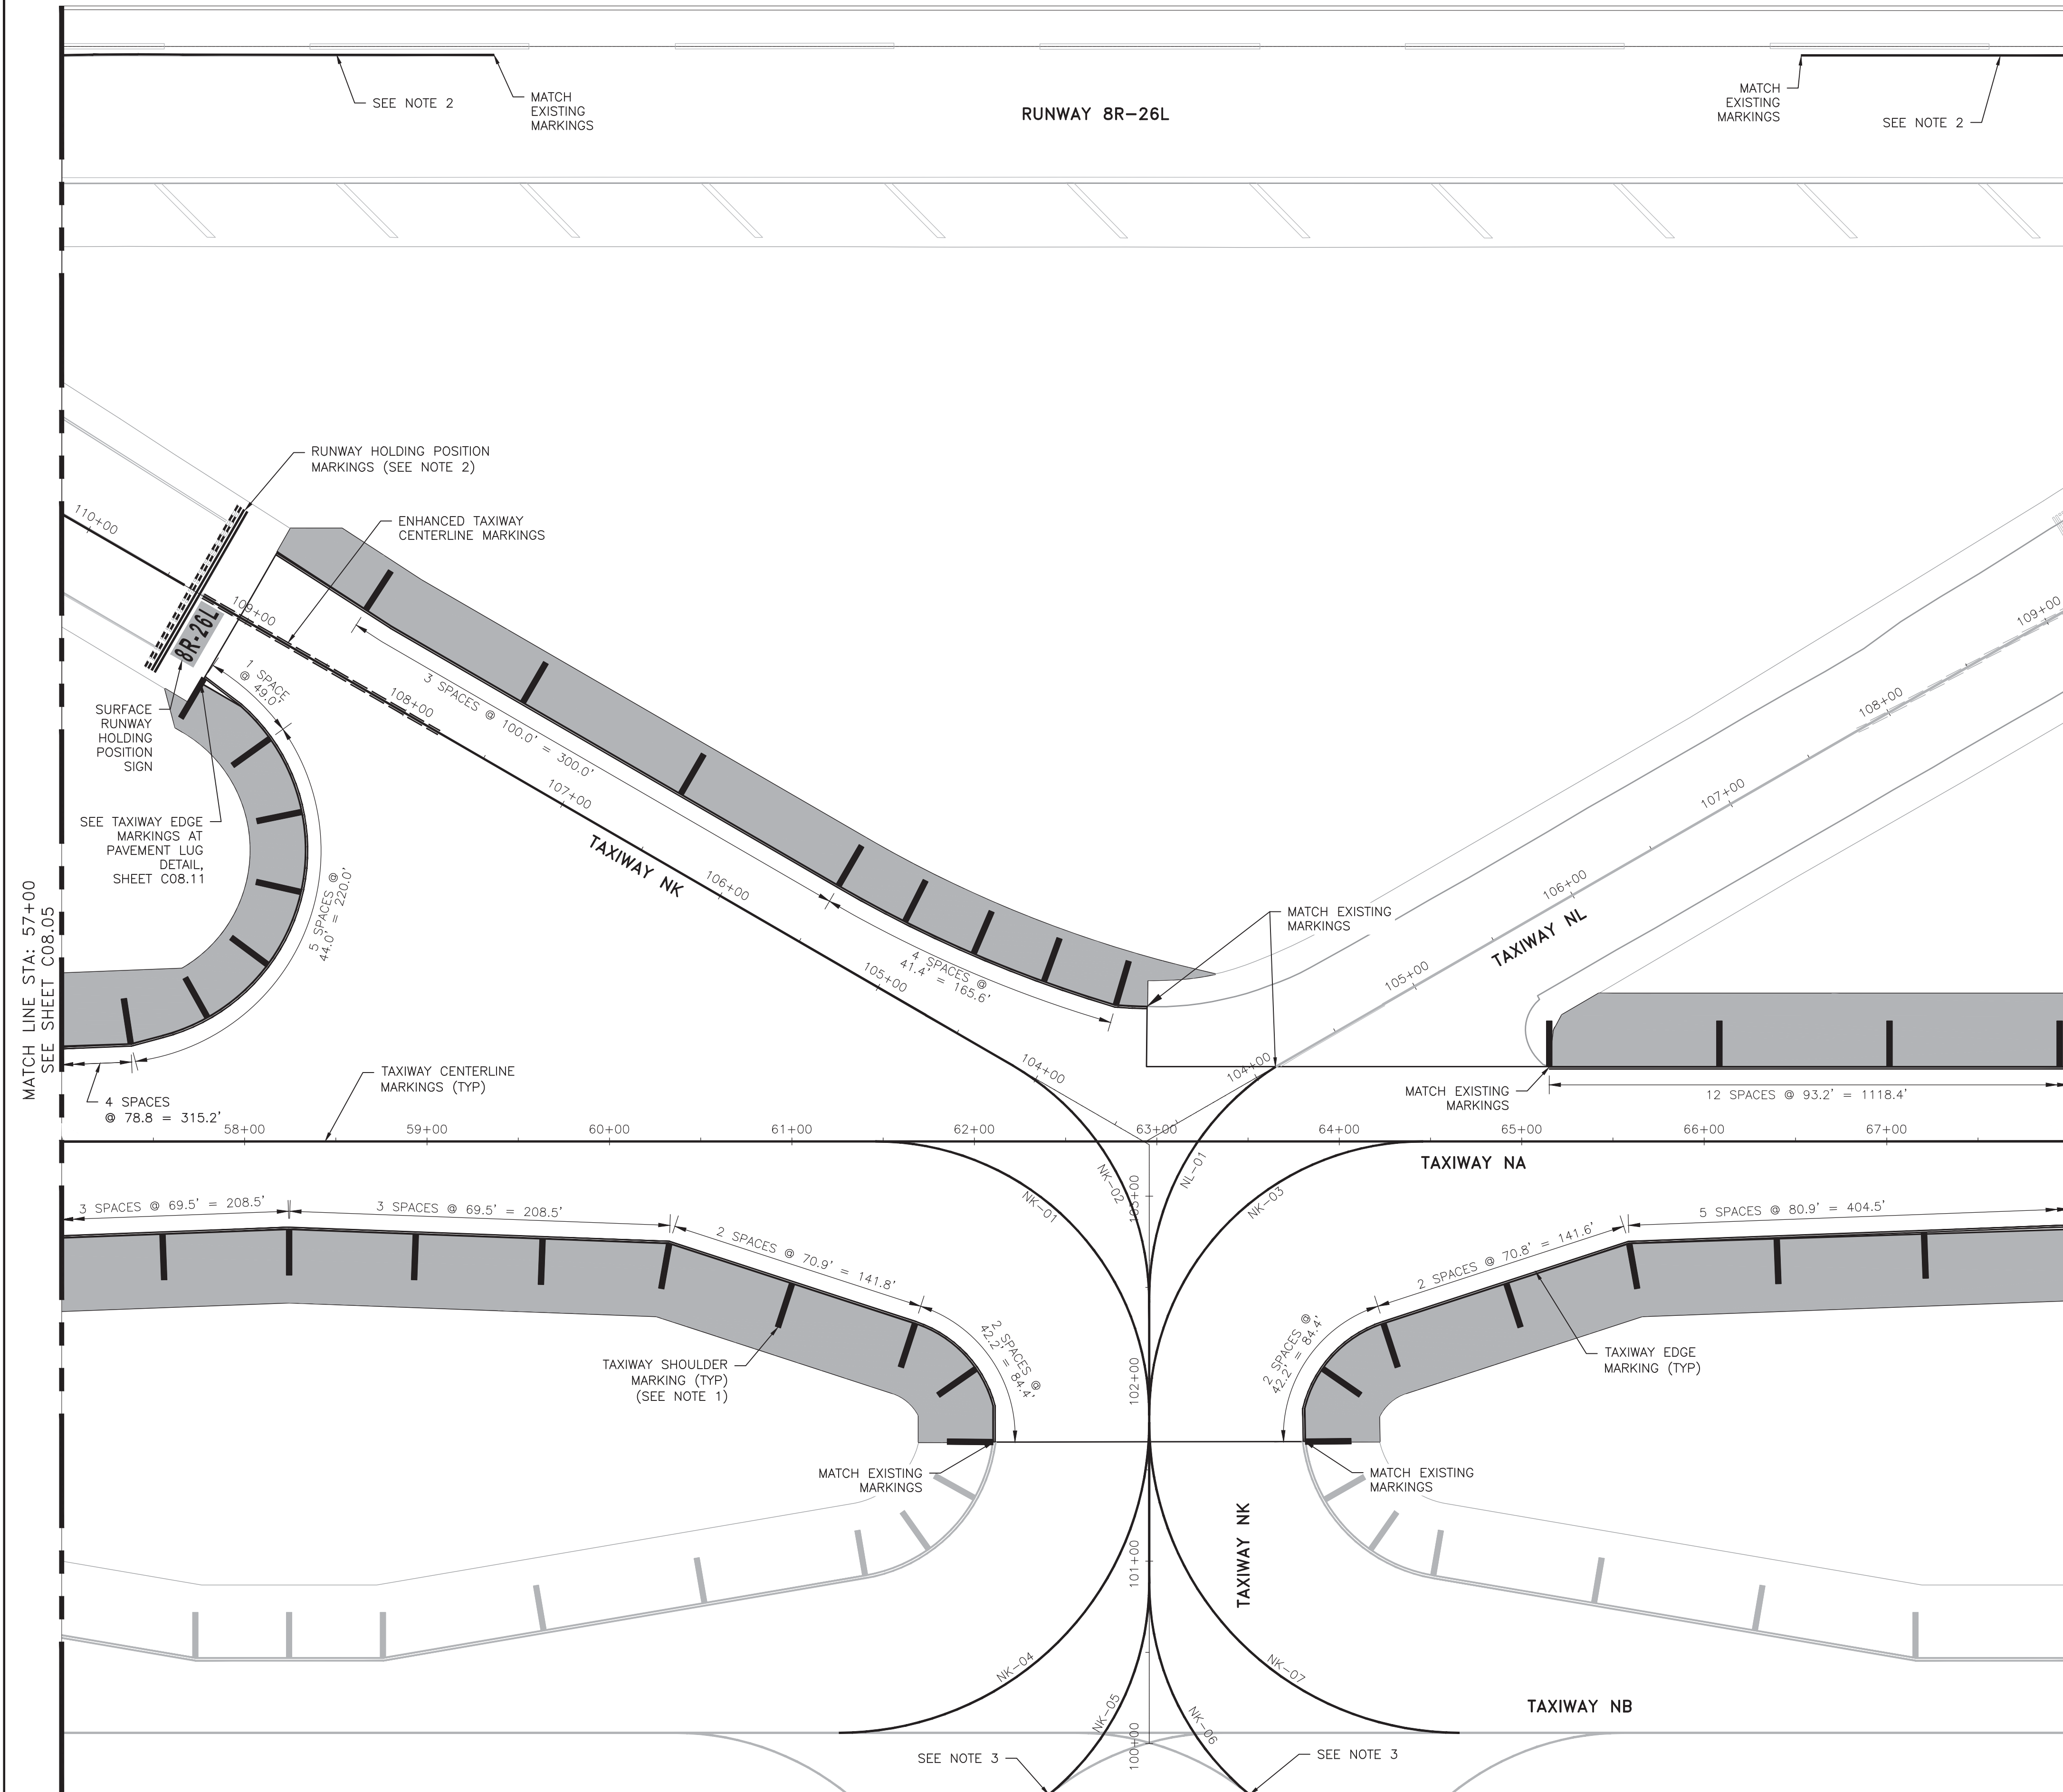 SEE NOTE 2
MATCH
EXISTING
MARKINGS
RUNWAY 8R-26L
MATCH
EXISTING
MARKINGS
SEE NOTE 2
RUNWAY HOLDING POSITION
MARKINGS (SEE NOTE 2)
ENHANCED TAXIWAY
CENTERLINE MARKINGS
110+00
109+00
8R-26L
1 SPACE
@ 49.0'
108+00
3 SPACES @ 100.0' = 300.0'
SURFACE
RUNWAY
HOLDING
POSITION
SIGN
SEE TAXIWAY EDGE
MARKINGS AT
PAVEMENT LUG
DETAIL,
SHEET C08.11
5 SPACES @
44.0' = 220.0'
107+00
TAXIWAY NK
106+00
105+00
104+00
4 SPACES @
41.4' = 165.6'
MATCH EXISTING
MARKINGS
109+00
108+00
107+00
106+00
TAXIWAY NL
105+00
104+00
MATCH LINE STA: 57+00
SEE SHEET C08.05
TAXIWAY CENTERLINE
MARKINGS (TYP)
4 SPACES
@ 78.8 = 315.2'
MATCH EXISTING
MARKINGS
12 SPACES @ 93.2' = 1118.4'
58+00
59+00
60+00
61+00
62+00
63+00
64+00
65+00
66+00
67+00
TAXIWAY NA
NK-01
NK-02
103+00
NL-01
NK-03
3 SPACES @ 69.5' = 208.5'
3 SPACES @ 69.5' = 208.5'
2 SPACES @ 70.9' = 141.8'
2 SPACES @
42.2' = 84.4'
2 SPACES @
42.2' = 84.4'
2 SPACES @ 70.8' = 141.6'
5 SPACES @ 80.9' = 404.5'
TAXIWAY SHOULDER
MARKING (TYP)
(SEE NOTE 1)
102+00
TAXIWAY EDGE
MARKING (TYP)
MATCH EXISTING
MARKINGS
MATCH EXISTING
MARKINGS
101+00
TAXIWAY NK
NK-04
NK-07
NK-05
NK-06
100+00
TAXIWAY NB
SEE NOTE 3
SEE NOTE 3